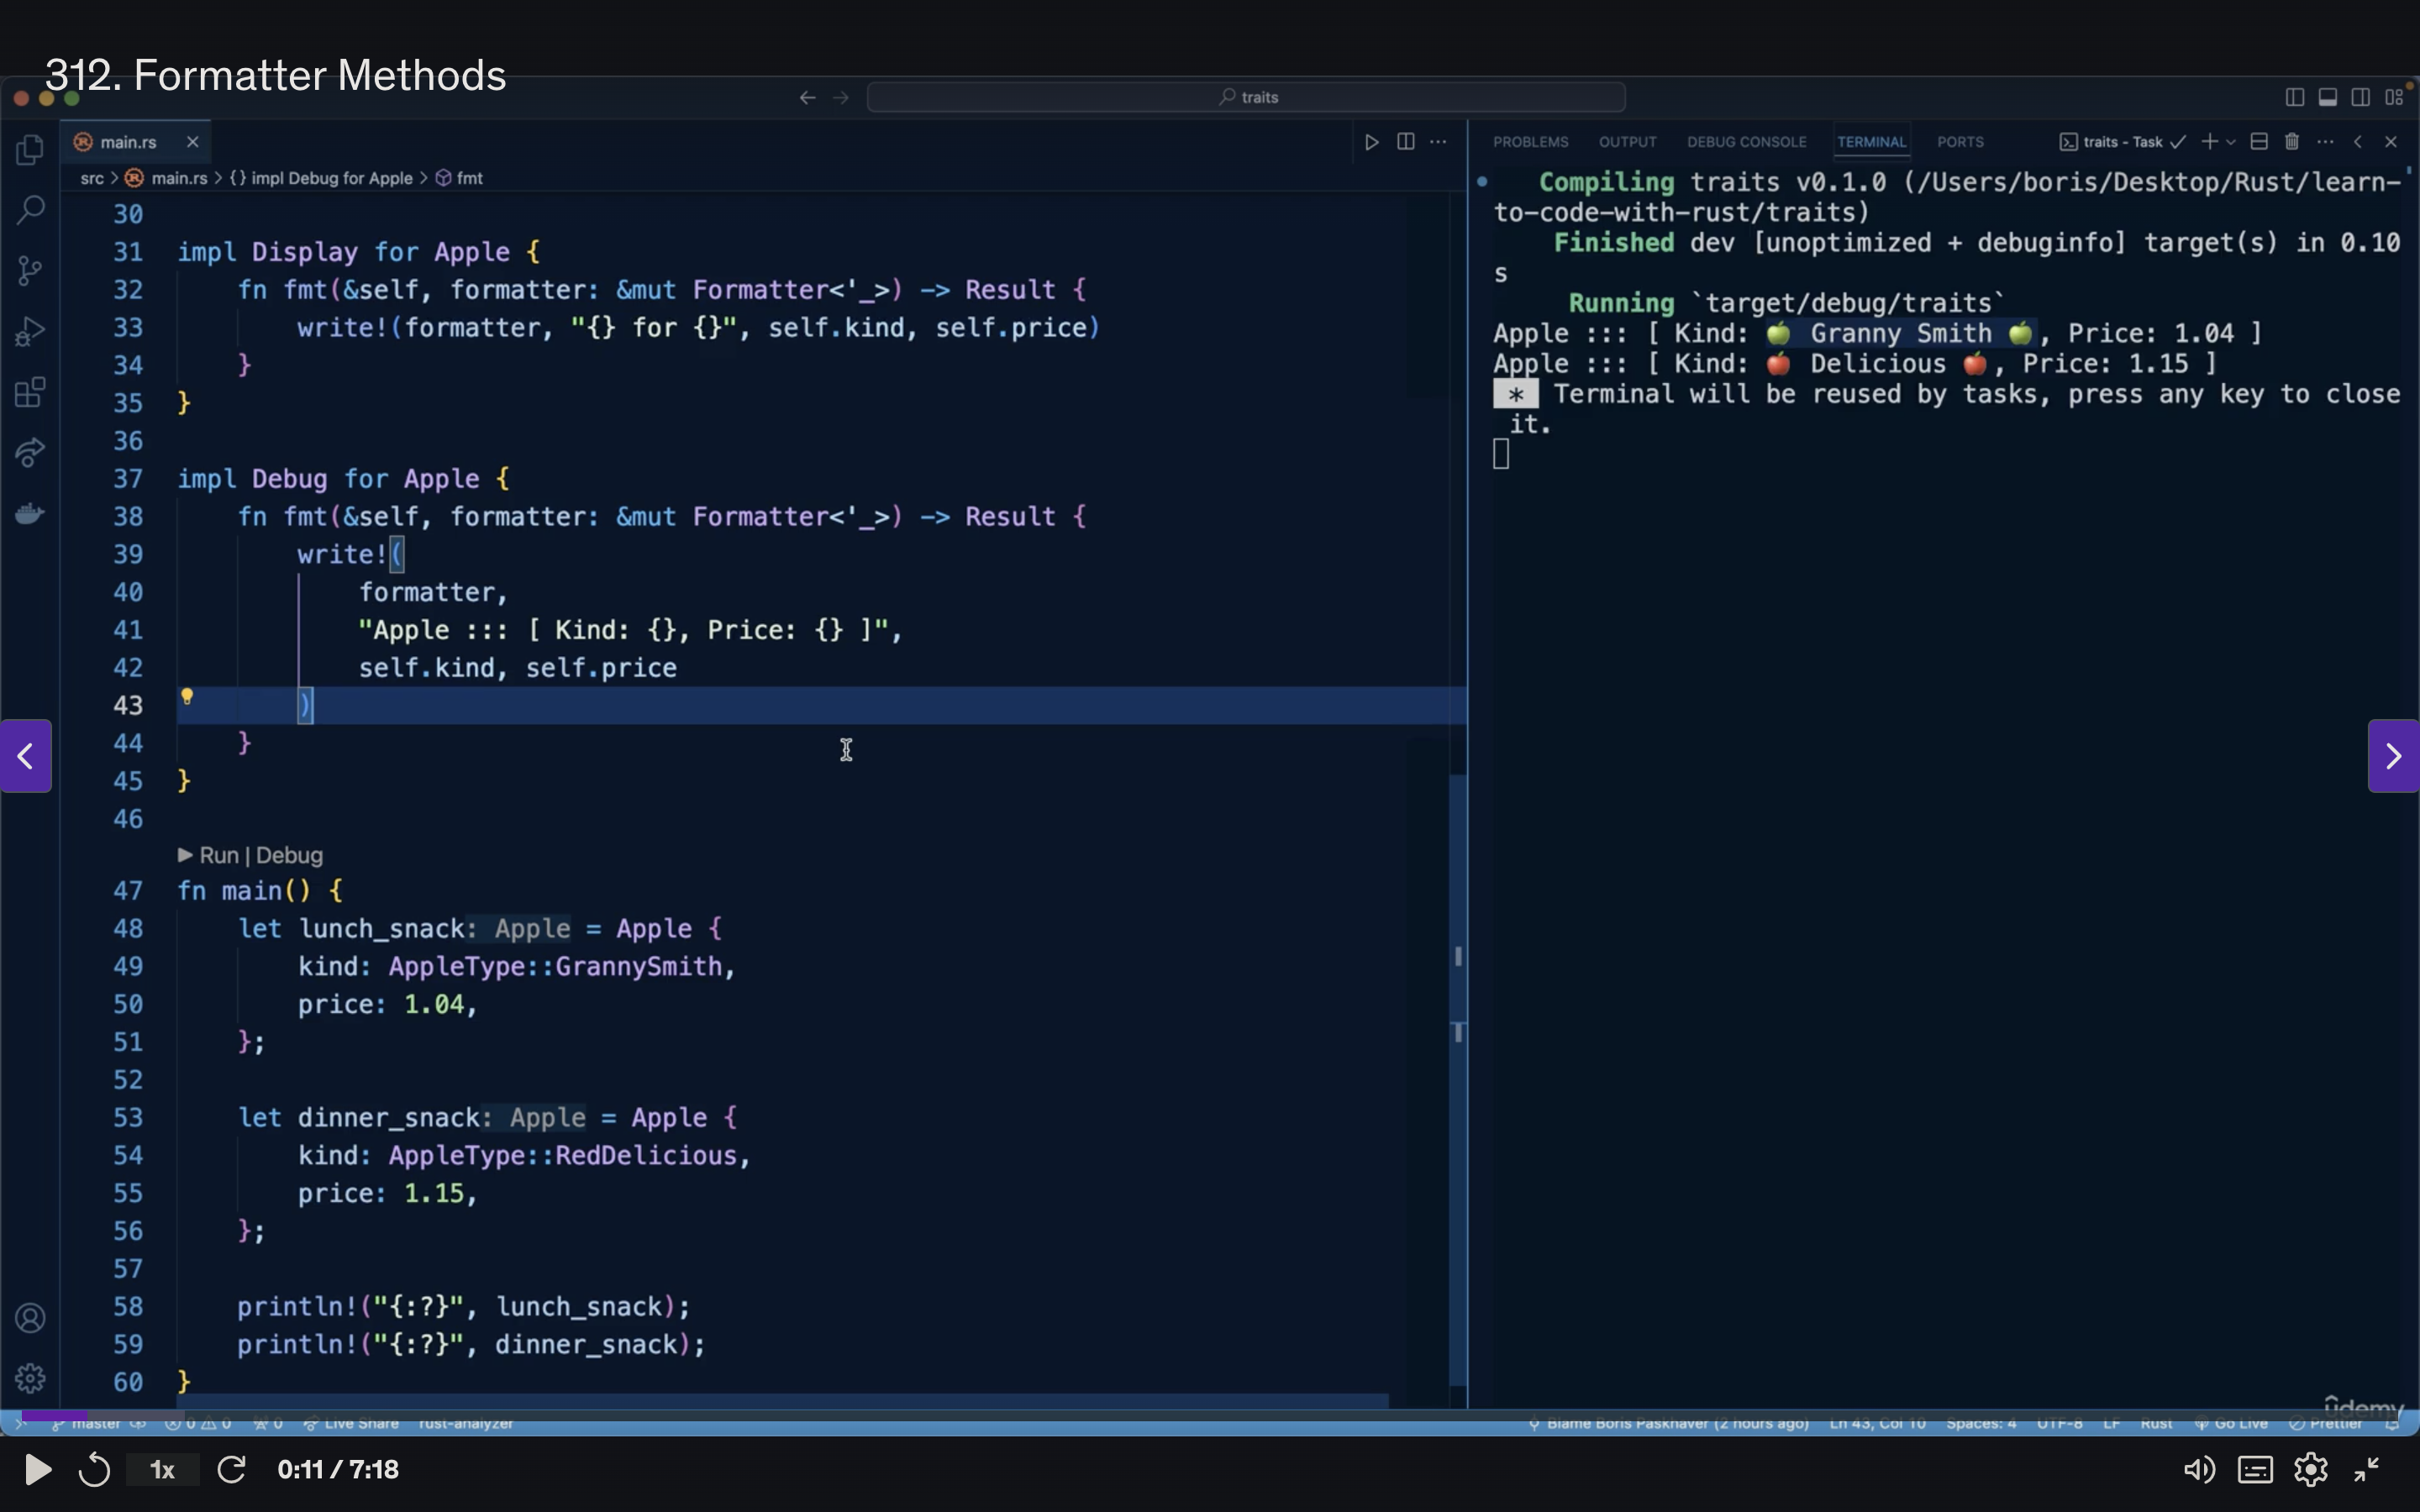 312. Formatter Methods
traits
main.rs
PROBLEMS OUTPUT DEBUG CONSOLE TERMINAL PORTS traits - Task
src > main.rs > {} impl Debug for Apple > fmt
30
31 impl Display for Apple {
32 fn fmt(&self, formatter: &mut Formatter<'_>) -> Result {
33 write!(formatter, "{} for {}", self.kind, self.price)
34 }
35 }
36
37 impl Debug for Apple {
38 fn fmt(&self, formatter: &mut Formatter<'_>) -> Result {
39 write!(
40 formatter,
41 "Apple ::: [ Kind: {}, Price: {} ]",
42 self.kind, self.price
43 )
44 }
45 }
46
Run | Debug
47 fn main() {
48 let lunch_snack: Apple = Apple {
49 kind: AppleType::GrannySmith,
50 price: 1.04,
51 };
52
53 let dinner_snack: Apple = Apple {
54 kind: AppleType::RedDelicious,
55 price: 1.15,
56 };
57
58 println!("{:?}", lunch_snack);
59 println!("{:?}", dinner_snack);
60 }
Compiling traits v0.1.0 (/Users/boris/Desktop/Rust/learn-
to-code-with-rust/traits)
Finished dev [unoptimized + debuginfo] target(s) in 0.10
s
Running `target/debug/traits`
Apple ::: [ Kind: 🍏 Granny Smith 🍏, Price: 1.04 ]
Apple ::: [ Kind: 🍎 Delicious 🍎, Price: 1.15 ]
* Terminal will be reused by tasks, press any key to close
it.
udemy
master 0 0 0 Live Share rust-analyzer Blame Boris Paskhaver (2 hours ago) Ln 43, Col 10 Spaces: 4 UTF-8 LF Rust Go Live Prettier
1x 0:11 / 7:18